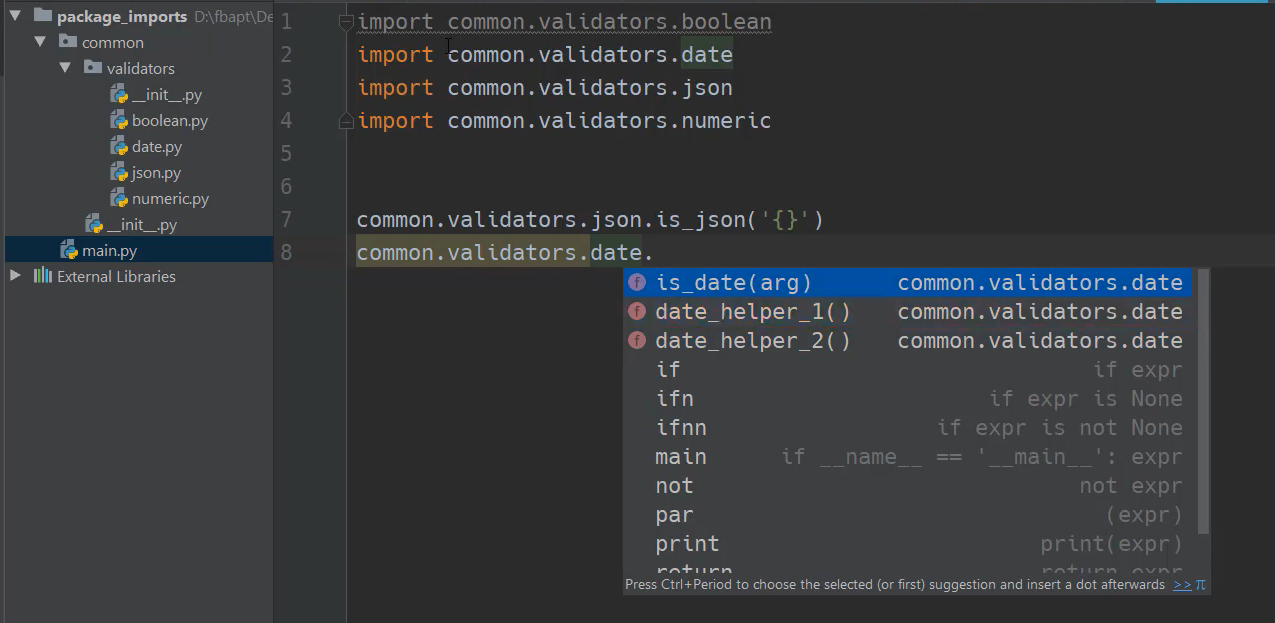 package_imports D:\fbapt\De
common
validators
__init__.py
boolean.py
date.py
json.py
numeric.py
__init__.py
main.py
External Libraries
1 import common.validators.boolean
2 import common.validators.date
3 import common.validators.json
4 import common.validators.numeric
5
6
7 common.validators.json.is_json('{}')
8 common.validators.date.
f is_date(arg) common.validators.date
f date_helper_1() common.validators.date
f date_helper_2() common.validators.date
if if expr
ifn if expr is None
ifnn if expr is not None
main if __name__ == '__main__': expr
not not expr
par (expr)
print print(expr)
return return expr
Press Ctrl+Period to choose the selected (or first) suggestion and insert a dot afterwards >> π